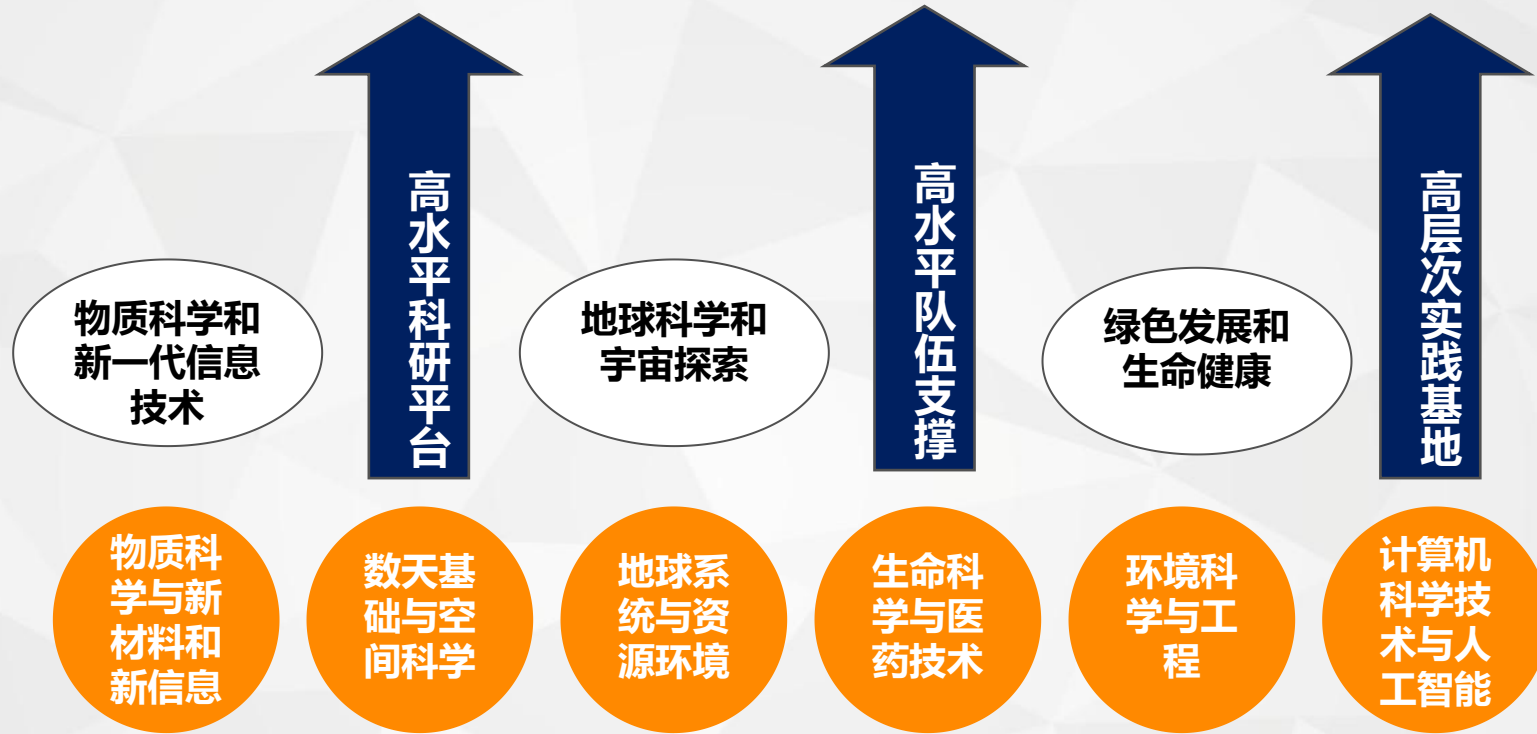 高水平科研平台
高水平队伍支撑
高层次实践基地
物质科学和
新一代信息
技术
地球科学和
宇宙探索
绿色发展和
生命健康
物质科
学与新
材料和
新信息
数天基
础与空
间科学
地球系
统与资
源环境
生命科
学与医
药技术
环境科
学与工
程
计算机
科学技
术与人
工智能